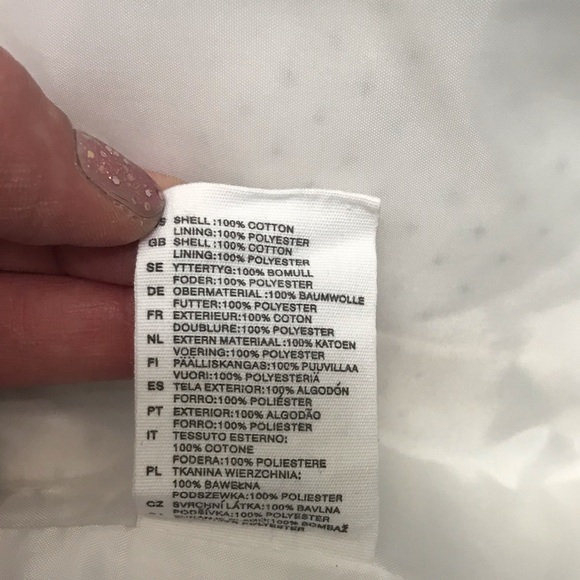 SHELL :100% COTTON
LINING:100% POLYESTER
GB SHELL :100% COTTON
LINING:100% POLYESTER
SE YTTERTYG:100% BOMULL
FODER:100% POLYESTER
DE OBERMATERIAL :100% BAUMWOLLE
FUTTER:100% POLYESTER
FR EXTERIEUR:100% COTON
DOUBLURE:100% POLYESTER
NL EXTERN MATERIAAL :100% KATOEN
VOERING:100% POLYESTER
FI PÄÄLLISKANGAS:100% PUUVILLAA
VUORI:100% POLYESTERIÄ
ES TELA EXTERIOR:100% ALGODÓN
FORRO:100% POLIÉSTER
PT EXTERIOR:100% ALGODÃO
FORRO:100% POLIESTER
IT TESSUTO ESTERNO:
100% COTONE
FODERA:100% POLIESTERE
PL TKANINA WIERZCHNIA:
100% BAWEŁNA
PODSZEWKA:100% POLIESTER
CZ SVRCHNÍ LÁTKA:100% BAVLNA
PODŠÍVKA:100% POLYESTER
100% BOMBAŽ